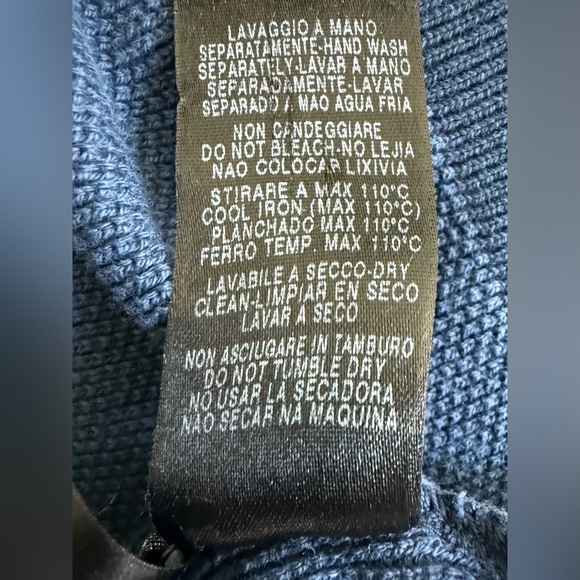 LAVAGGIO A MANO
SEPARATAMENTE-HAND WASH
SEPARATELY-LAVAR A MANO
SEPARADAMENTE-LAVAR
SEPARADO A MAO AGUA FRIA
NON CANDEGGIARE
DO NOT BLEACH-NO LEJIA
NAO COLOCAR LIXIVIA
STIRARE A MAX 110°C
COOL IRON (MAX 110°C)
PLANCHADO MAX 110°C
FERRO TEMP MAX 110°C
LAVABILE A SECCO-DRY
CLEAN-LIMPIAR EN SECO
LAVAR A SECO
NON ASCIUGARE IN TAMBURO
DO NOT TUMBLE DRY
NO USAR LA SECADORA
NÃO SECAR NA MAQUINA